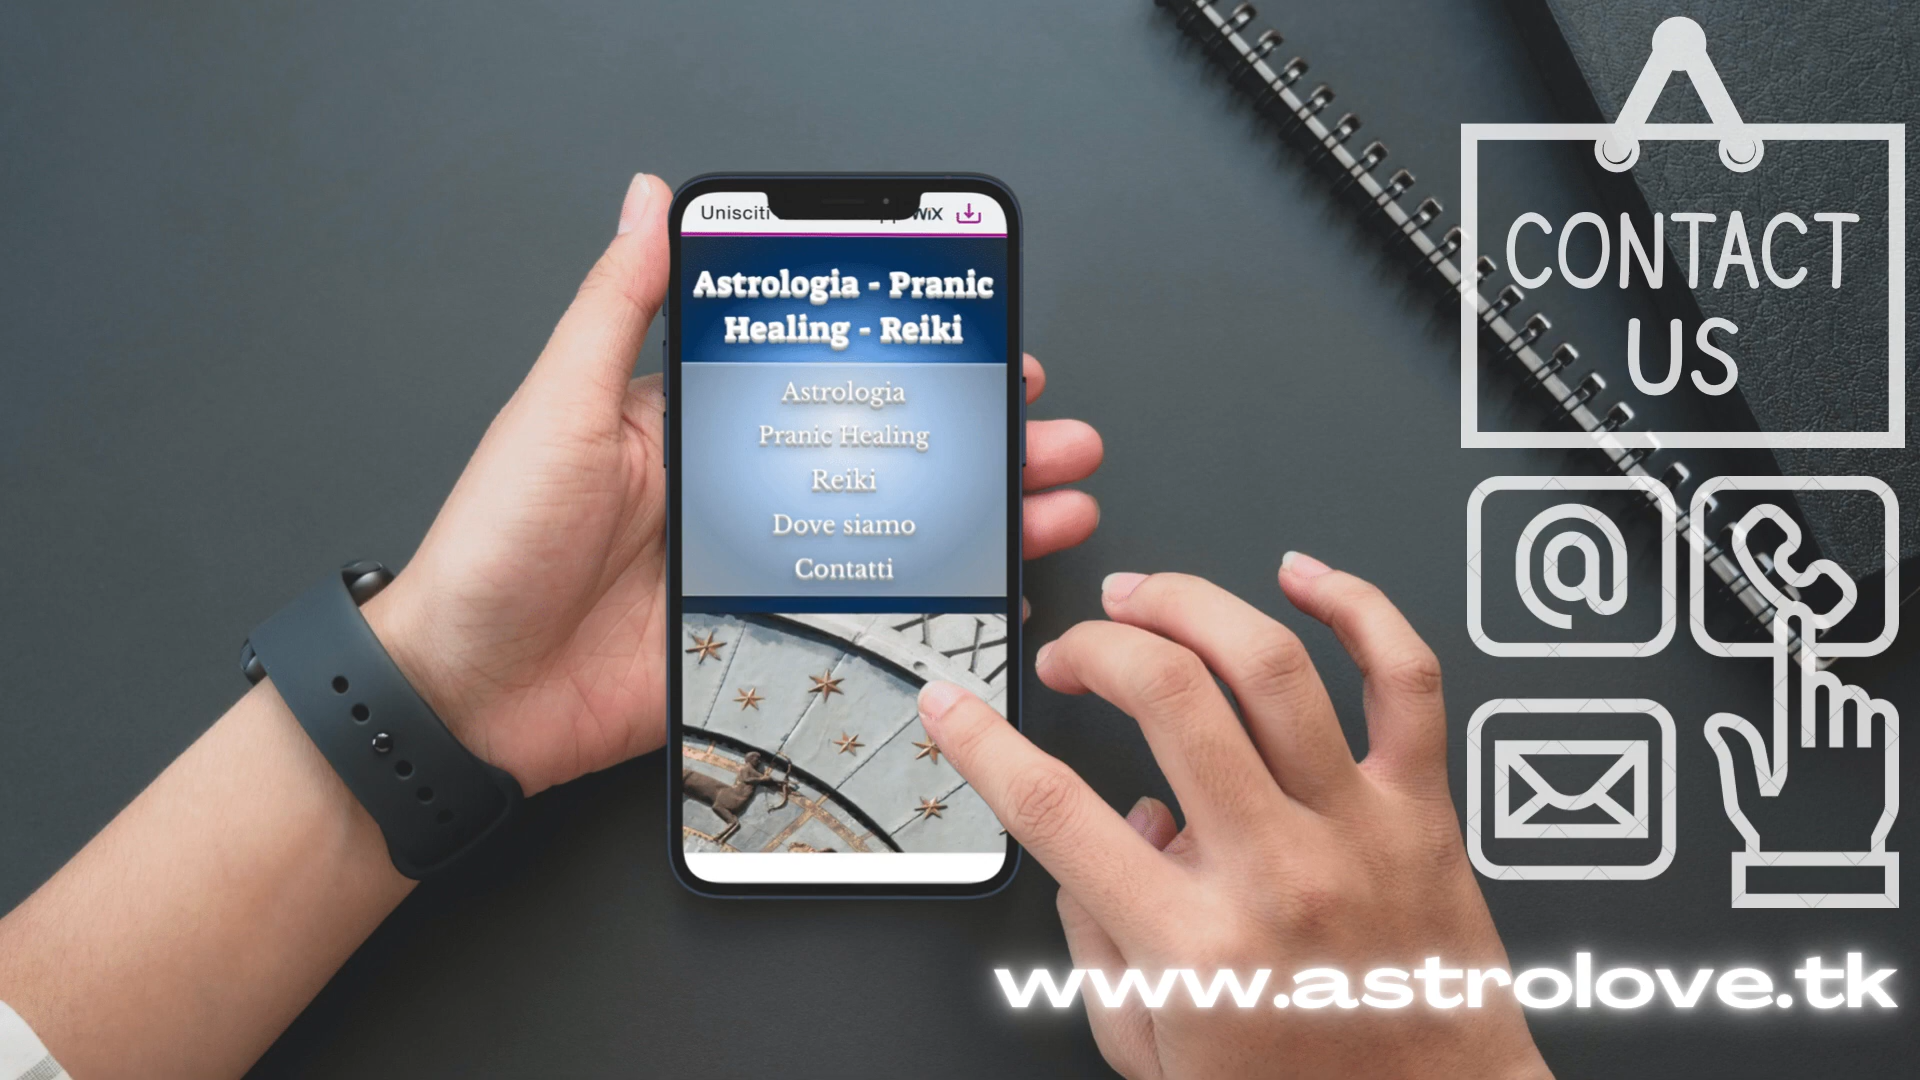 Unisciti
WiX
Astrologia - Pranic
Healing - Reiki
Astrologia
Pranic Healing
Reiki
Dove siamo
Contatti
CONTACT
US
@
www.astrolove.tk